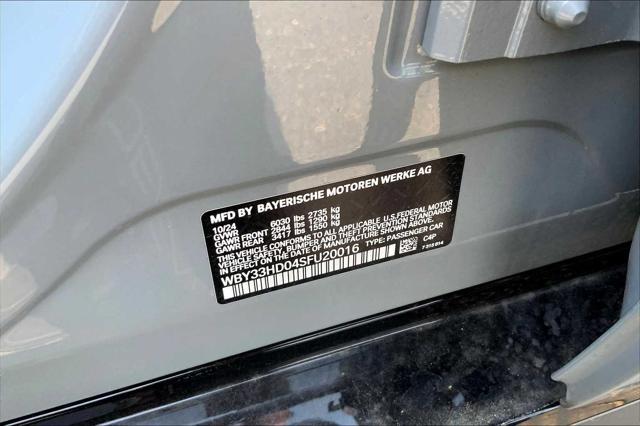 MFD BY BAYERISCHE MOTOREN WERKE AG
10/24
GVWR 6030 lbs 2735 kg
GAWR FRONT 2844 lbs 1290 kg
GAWR REAR 3417 lbs 1550 kg
THIS VEHICLE CONFORMS TO ALL APPLICABLE U.S. FEDERAL MOTOR
VEHICLE SAFETY, BUMPER, AND THEFT PREVENTION STANDARDS
IN EFFECT ON THE DATE OF MANUFACTURE SHOWN ABOVE.
WBY33HD04SFU20016 TYPE: PASSENGER CAR
C4P